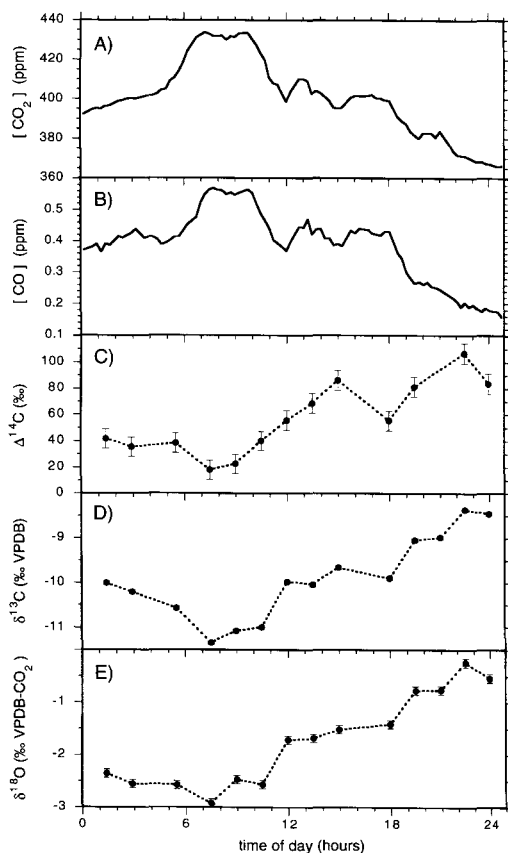 440
420
400
380
360
[CO2] (ppm)
A)
0.5
0.4
0.3
0.2
0.1
[CO] (ppm)
B)
100
80
60
40
20
0
Δ14C (‰)
C)
-9
-10
-11
δ13C (‰ VPDB)
D)
-1
-2
-3
δ18O (‰ VPDB-CO2)
E)
0 6 12 18 24
time of day (hours)